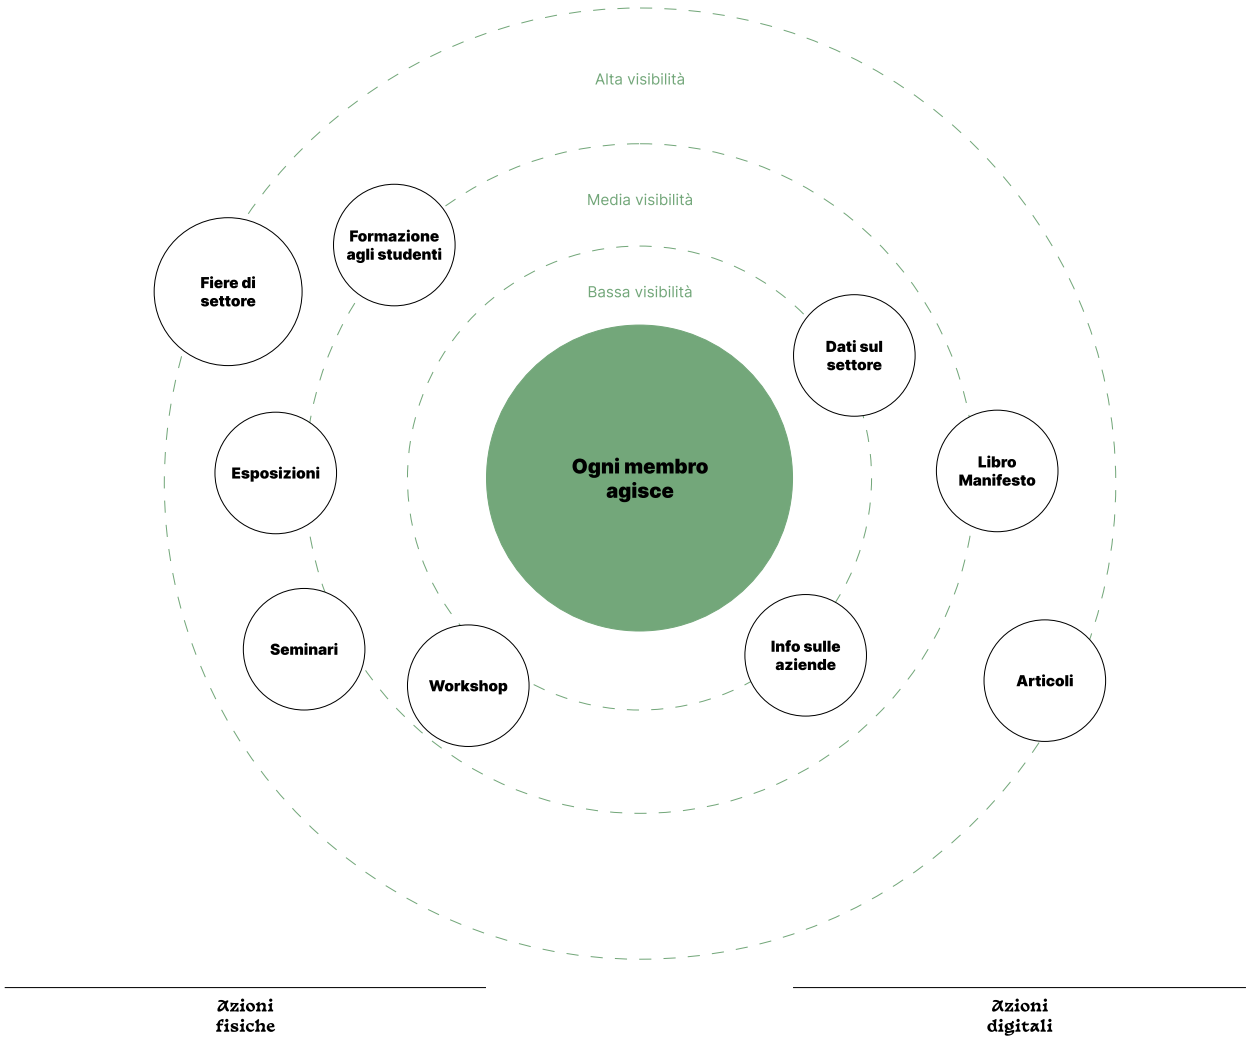 Alta visibilità
Media visibilità
Bassa visibilità
Formazione
agli studenti
Fiere di
settore
Dati sul
settore
Ogni membro
agisce
Esposizioni
Libro
Manifesto
Seminari
Workshop
Info sulle
aziende
Articoli
Azioni
fisiche
Azioni
digitali